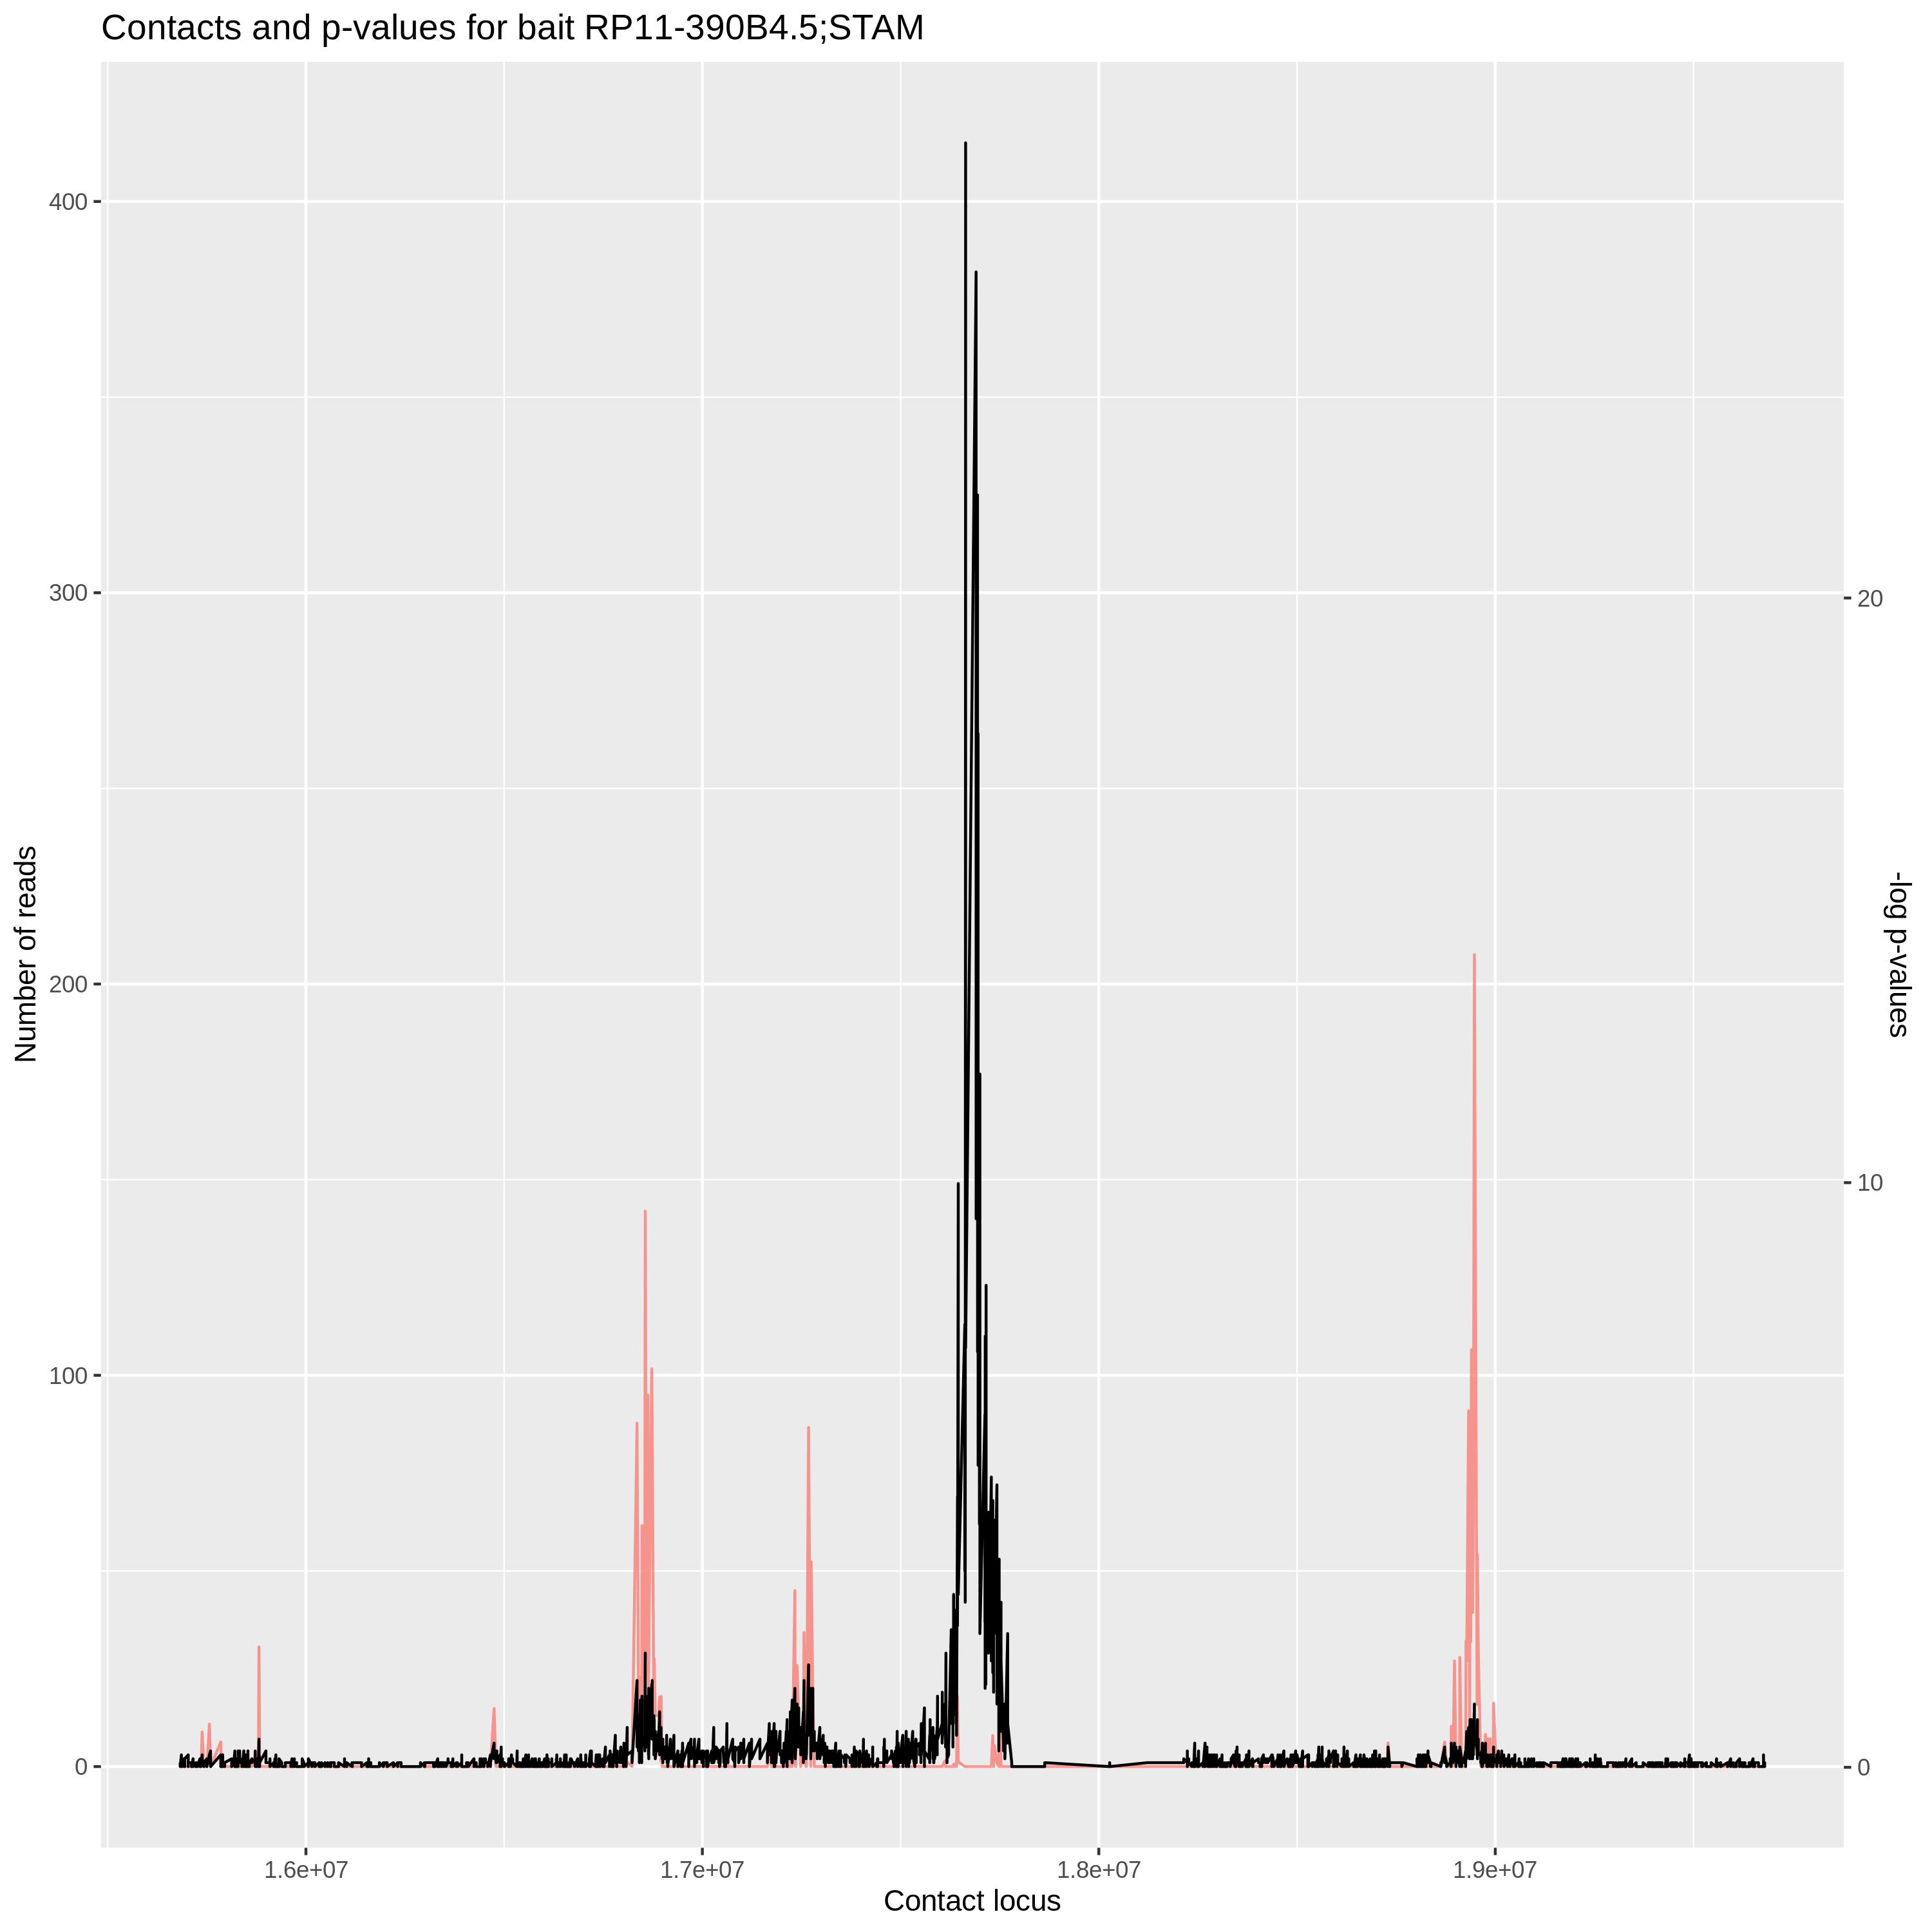 Contacts and p-values for bait RP11-390B4.5;STAM
400
300
200
100
0
Number of reads
20
10
0
-log p-values
1.6e+07
1.7e+07
1.8e+07
1.9e+07
Contact locus